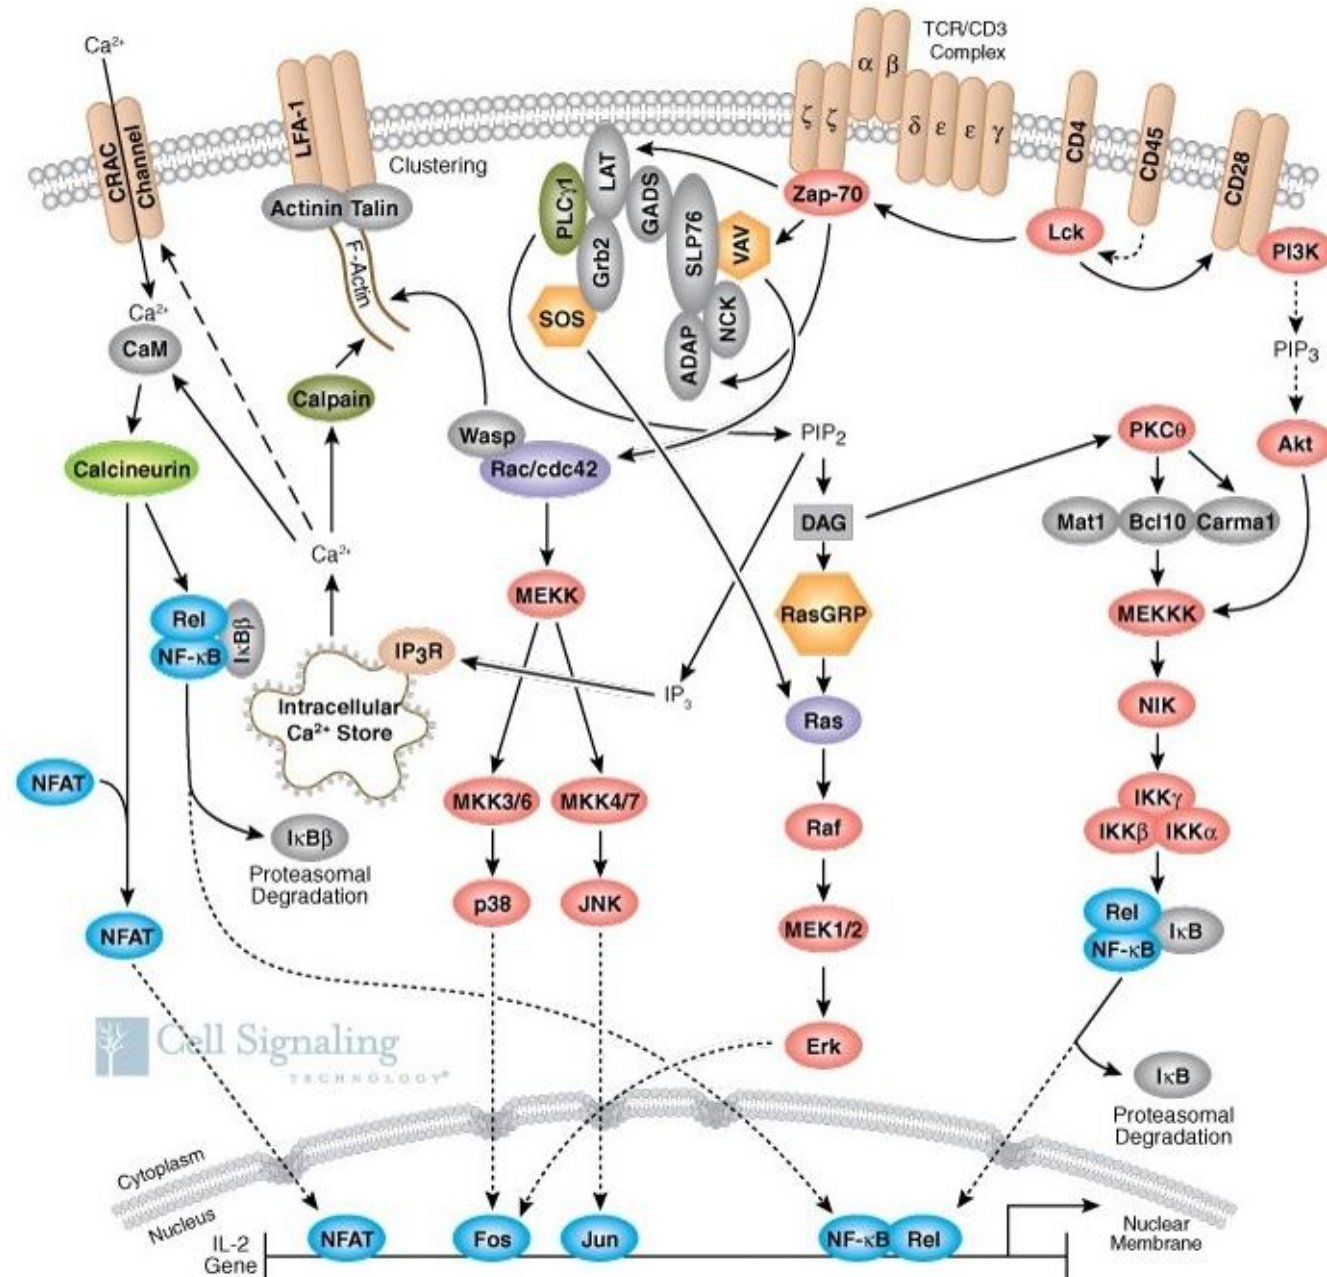 TCR/CD3
Complex
Ca²⁺
α
β
ζ
ζ
δ
ε
ε
γ
CRAC
Channel
LFA-1
Clustering
CD4
CD45
CD28
Actinin
Talin
F-Actin
PLCγ1
LAT
GADS
Grb2
SLP76
VAV
SOS
ADAP
NCK
Zap-70
Lck
PI3K
PIP₃
Akt
Ca²⁺
CaM
Calcineurin
Calpain
Wasp
Rac/cdc42
PIP₂
PKCθ
DAG
Mat1
Bcl10
Carma1
Ca²⁺
MEKK
RasGRP
MEKKK
Rel
NF-κB
IκBβ
IP₃R
IP₃
Intracellular
Ca²⁺ Store
Ras
NIK
NFAT
MKK3/6
MKK4/7
Raf
IKKγ
IKKβ
IKKα
IκBβ
Proteasomal
Degradation
p38
JNK
NFAT
MEK1/2
Rel
NF-κB
IκB
Cell Signaling
TECHNOLOGY®
Erk
IκB
Proteasomal
Degradation
Cytoplasm
Nucleus
IL-2
Gene
NFAT
Fos
Jun
NF-κB
Rel
Nuclear
Membrane